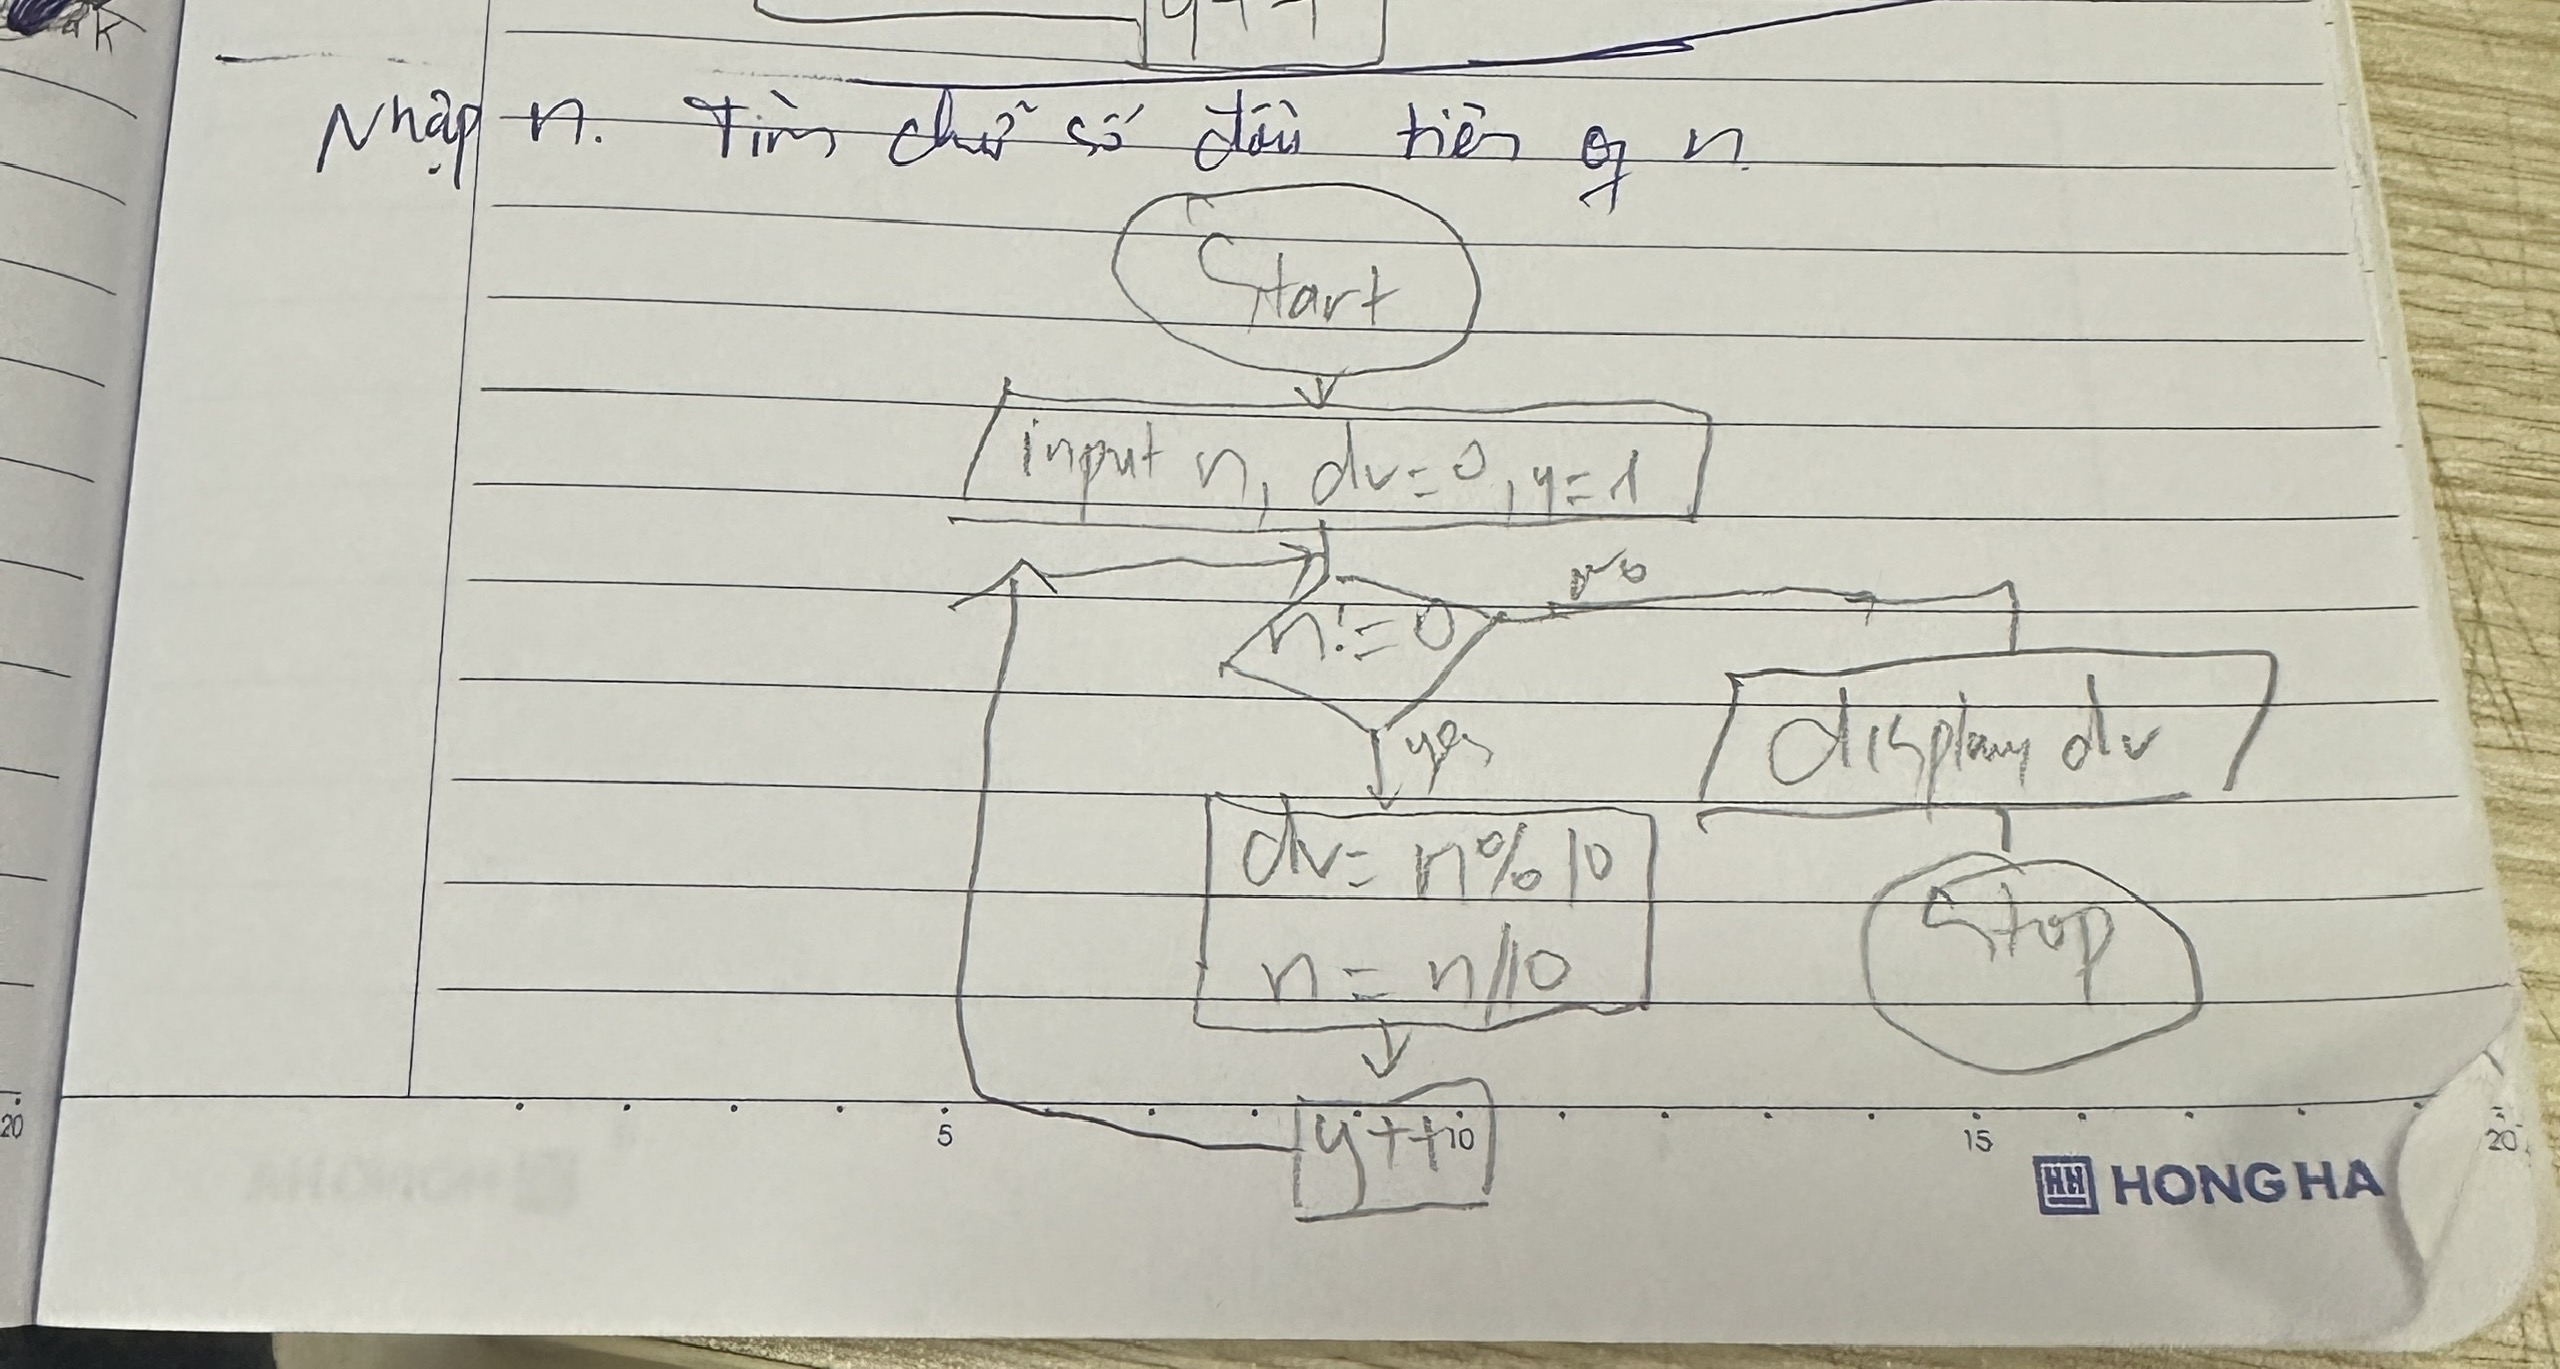 k
y++
Nhập n. Tìm chữ số đầu tiên of n.
Start
input n, dv=0, y=1
n!=0
no
yes
display dv
dv= n%10
n = n//10
Stop
y++
20
5
10
15
20
HONG HA